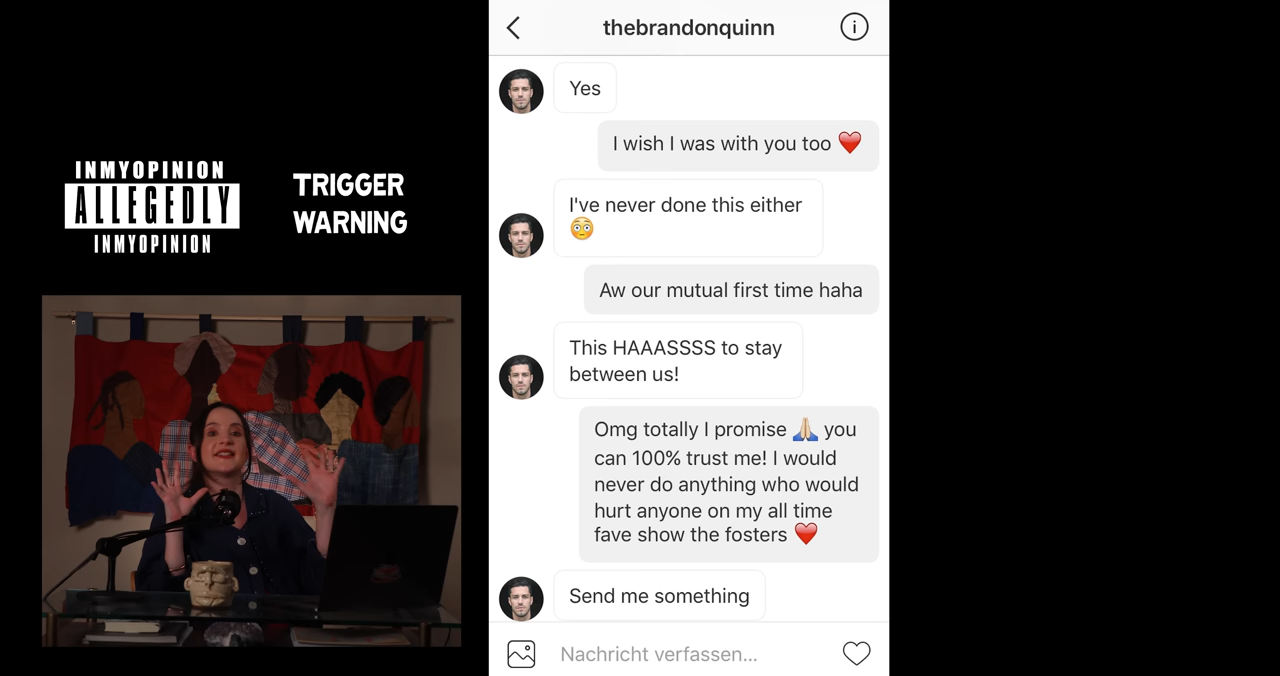 INMYOPINION
ALLEGEDLY
INMYOPINION
TRIGGER
WARNING
thebrandonquinn
Yes
I wish I was with you too ❤️
I've never done this either
😳
Aw our mutual first time haha
This HAAASSSS to stay
between us!
Omg totally I promise 🙏🏼 you
can 100% trust me! I would
never do anything who would
hurt anyone on my all time
fave show the fosters ❤️
Send me something
Nachricht verfassen...